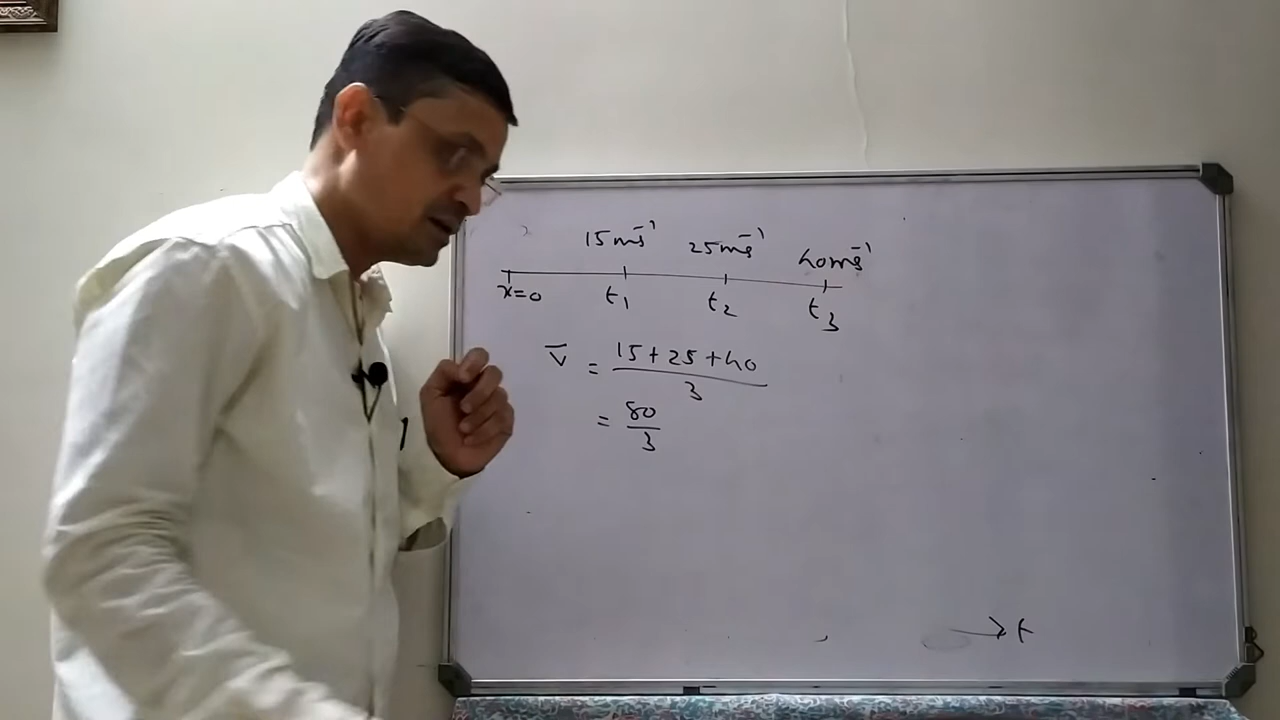 15ms⁻¹ 25ms⁻¹ 40ms⁻¹
x=0 t₁ t₂ t₃
v̅ = (15+25+40)/3
= 80/3
→ t